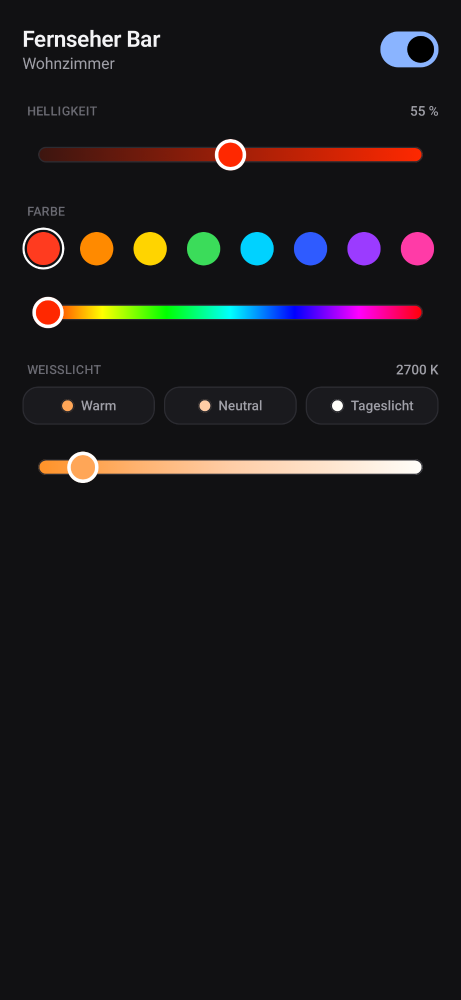 Fernseher Bar
Wohnzimmer
HELLIGKEIT 55 %
FARBE
WEISSLICHT 2700 K
Warm Neutral Tageslicht